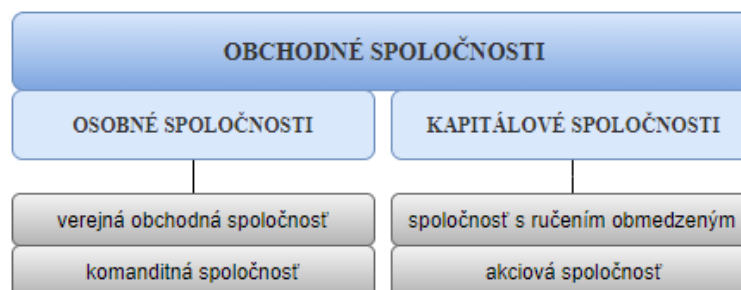 OBCHODNÉ SPOLOČNOSTI
OSOBNÉ SPOLOČNOSTI
KAPITÁLOVÉ SPOLOČNOSTI
verejná obchodná spoločnosť
spoločnosť s ručením obmedzeným
komanditná spoločnosť
akciová spoločnosť